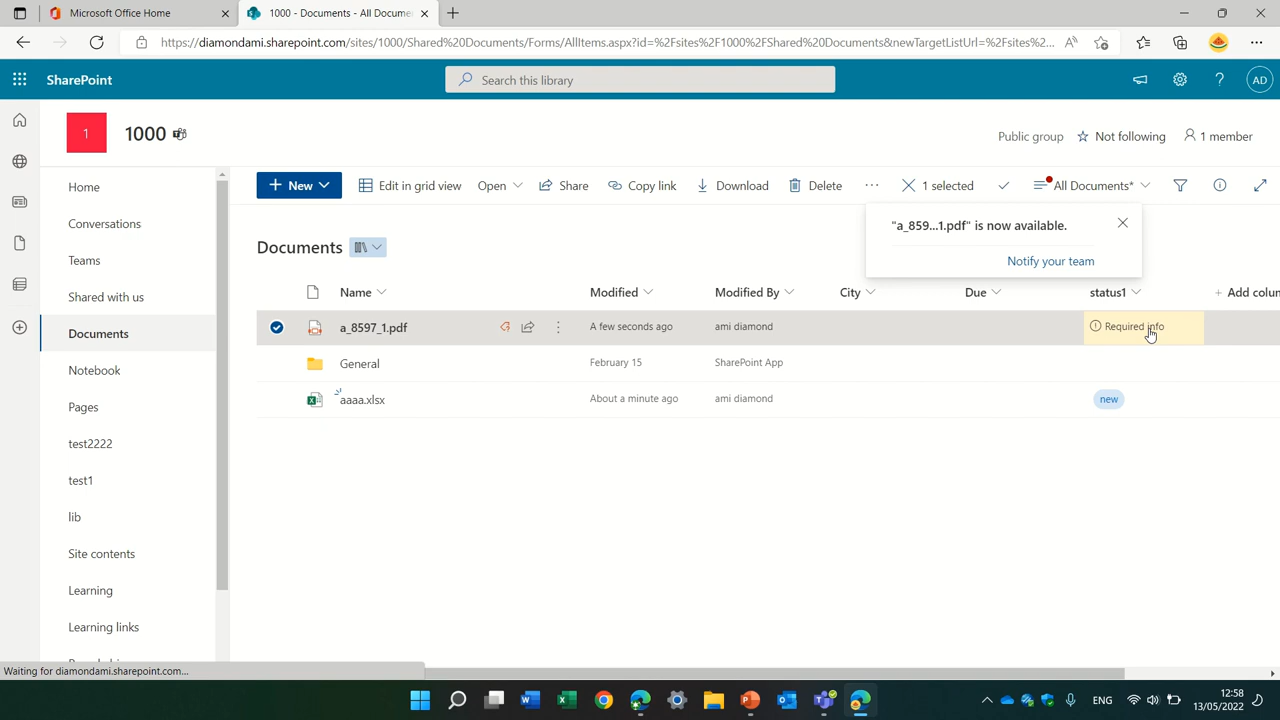 Microsoft Office Home
1000 - Documents - All Docume
https://diamondami.sharepoint.com/sites/1000/Shared%20Documents/Forms/AllItems.aspx?id=%2Fsites%2F1000%2FShared%20Documents&newTargetListUrl=%2Fsites%2...
SharePoint
Search this library
AD
1
1000
Public group
Not following
1 member
Home
Conversations
Teams
Shared with us
Documents
Notebook
Pages
test2222
test1
lib
Site contents
Learning
Learning links
New
Edit in grid view
Open
Share
Copy link
Download
Delete
1 selected
All Documents*
"a_859...1.pdf" is now available.
Notify your team
Documents
Name
Modified
Modified By
City
Due
status1
+ Add colum
a_8597_1.pdf
A few seconds ago
ami diamond
Required info
General
February 15
SharePoint App
aaaa.xlsx
About a minute ago
ami diamond
new
Waiting for diamondami.sharepoint.com...
ENG
12:58
13/05/2022